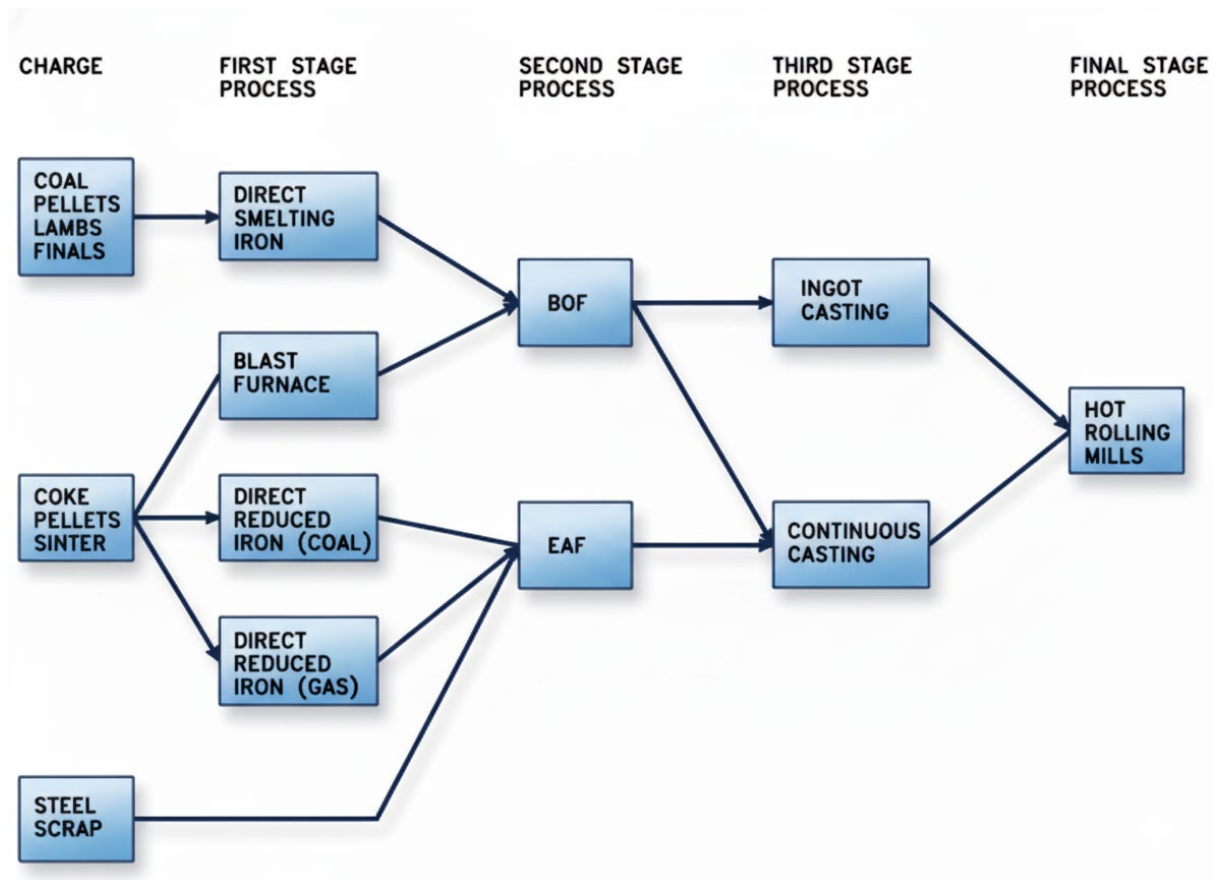 CHARGE
FIRST STAGE
PROCESS
SECOND STAGE
PROCESS
THIRD STAGE
PROCESS
FINAL STAGE
PROCESS
COAL
PELLETS
LAMBS
FINALS
DIRECT
SMELTING
IRON
BLAST
FURNACE
COKE
PELLETS
SINTER
DIRECT
REDUCED
IRON (COAL)
DIRECT
REDUCED
IRON (GAS)
STEEL
SCRAP
BOF
EAF
INGOT
CASTING
CONTINUOUS
CASTING
HOT
ROLLING
MILLS